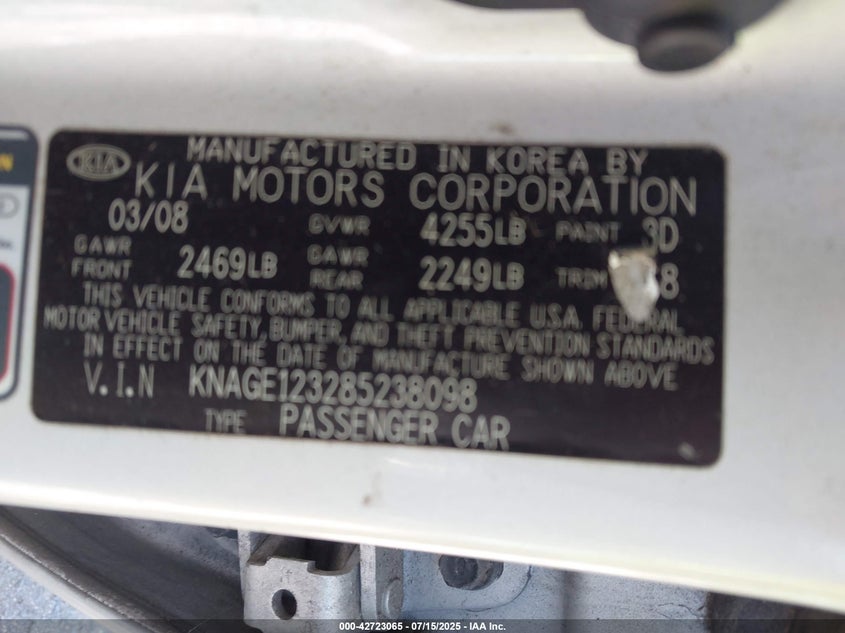 KIA
MANUFACTURED IN KOREA BY
KIA MOTORS CORPORATION
03/08 GVWR 4255LB PAINT 3D
GAWR FRONT 2469LB GAWR REAR 2249LB TRIM 68
THIS VEHICLE CONFORMS TO ALL APPLICABLE U.S.A. FEDERAL
MOTOR VEHICLE SAFETY, BUMPER, AND THEFT PREVENTION STANDARDS
IN EFFECT ON THE DATE OF MANUFACTURE SHOWN ABOVE
V.I.N KNAGE123285238098
TYPE PASSENGER CAR
000-42723065 - 07/15/2025 - IAA Inc.